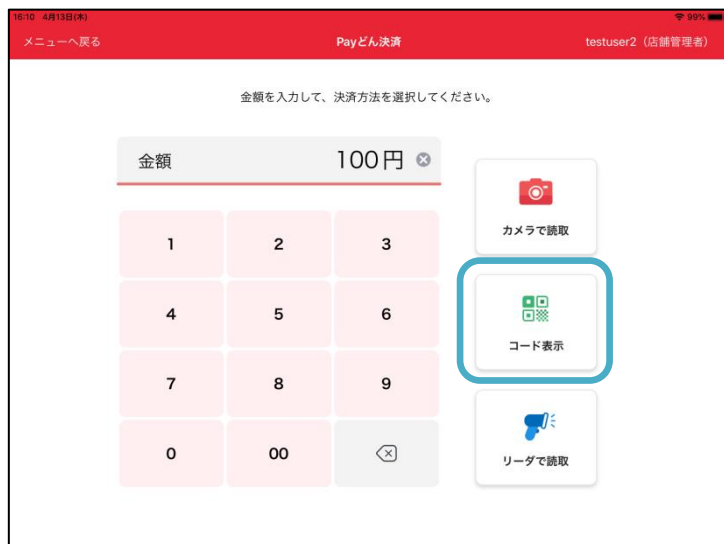 16:10 4月13日(木) 99%
メニューへ戻る Payどん決済 testuser2（店舗管理者）
金額を入力して、決済方法を選択してください。
金額 100円
カメラで読取
1 2 3
4 5 6
コード表示
7 8 9
0 00
リーダで読取